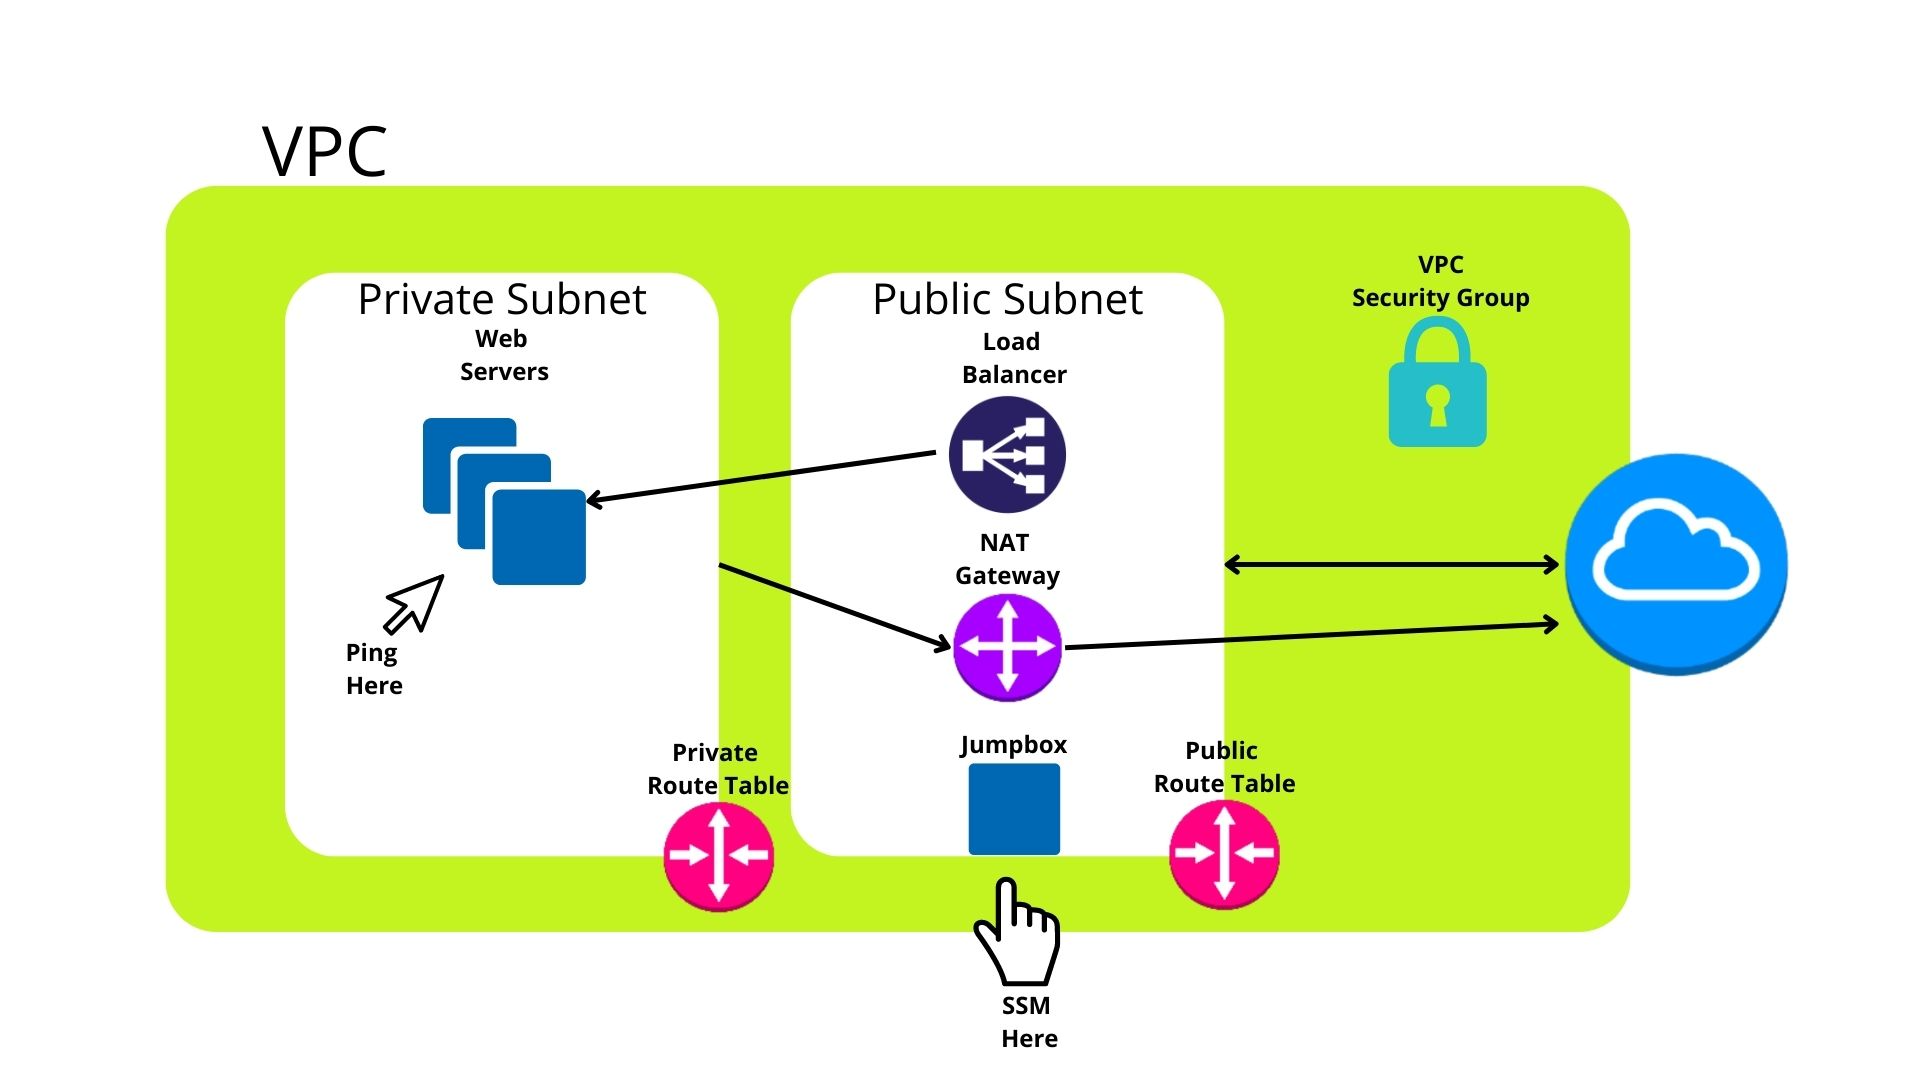 VPC
Private Subnet
Web
Servers
Ping
Here
Private
Route Table
Public Subnet
Load
Balancer
NAT
Gateway
Jumpbox
Public
Route Table
VPC
Security Group
SSM
Here